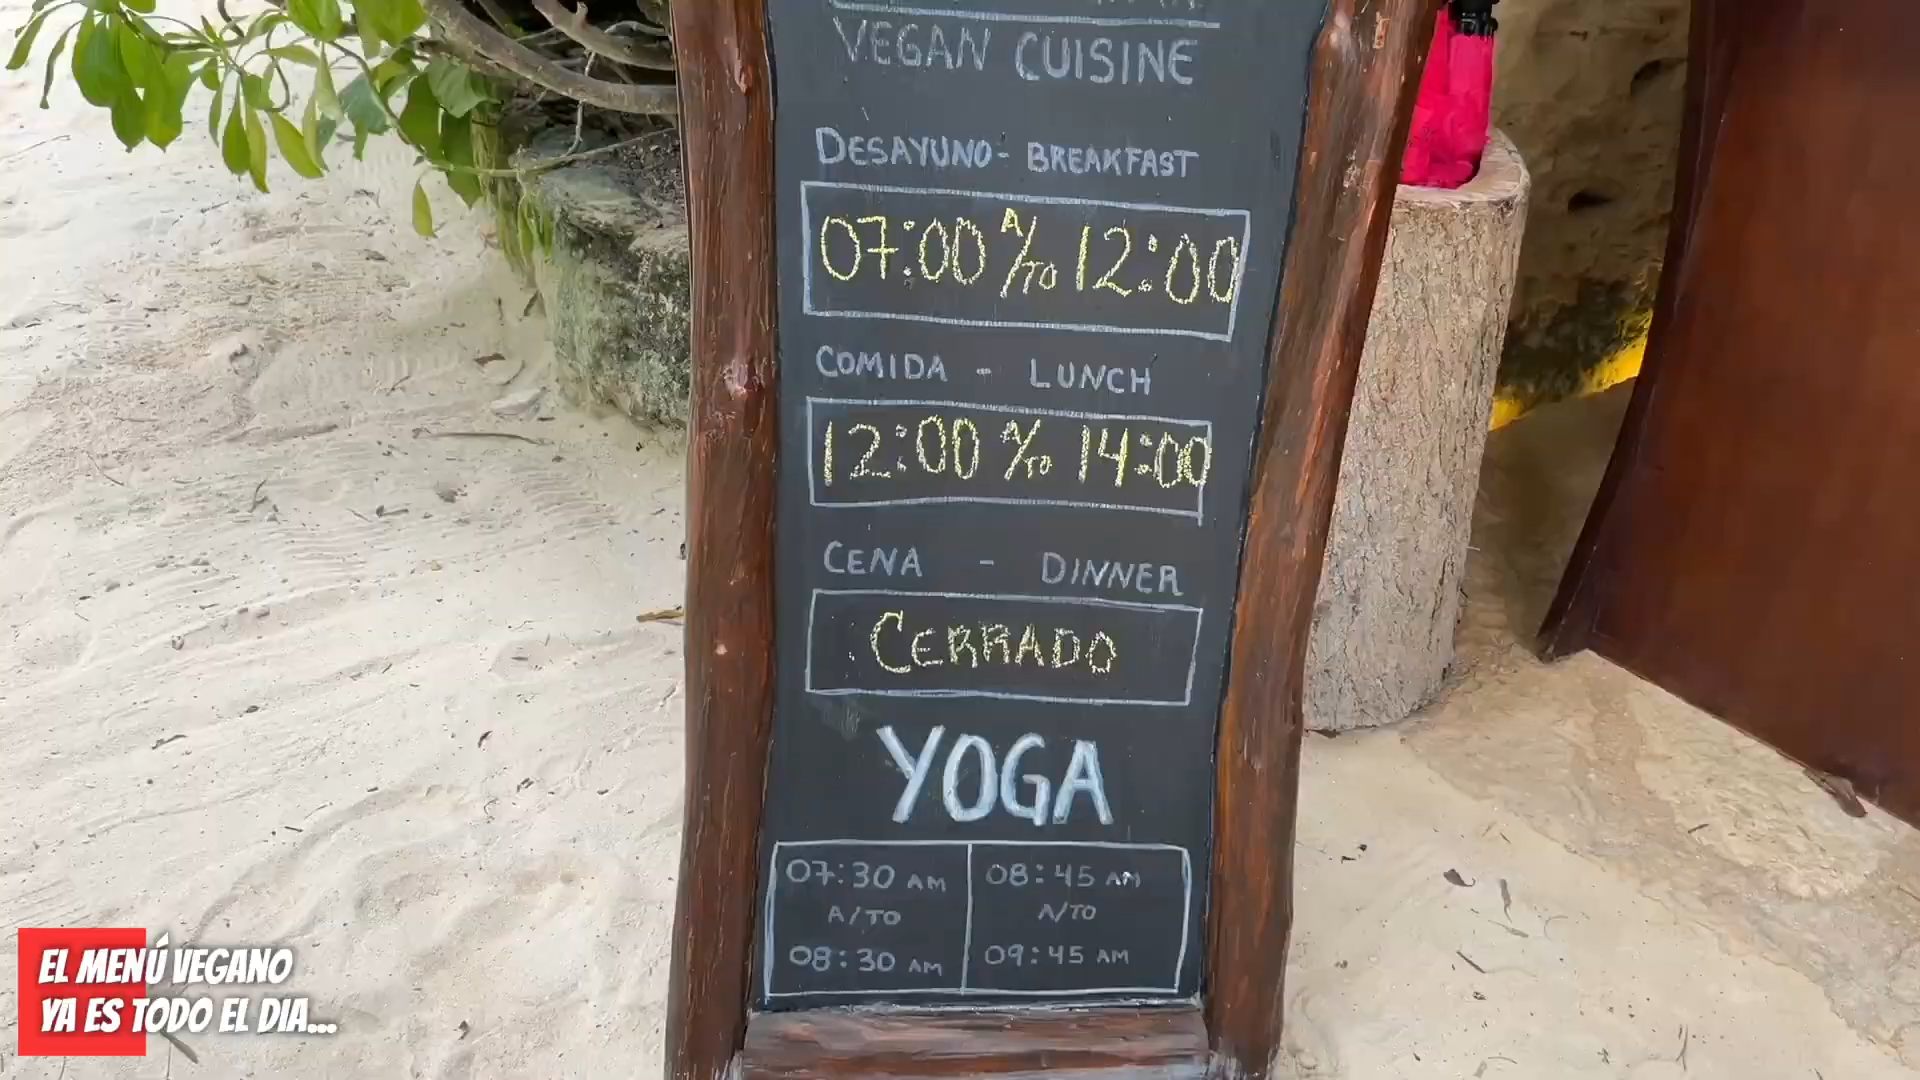 VEGAN CUISINE
DESAYUNO - BREAKFAST
07:00 A/TO 12:00
COMIDA - LUNCH
12:00 A/TO 14:00
CENA - DINNER
CERRADO
YOGA
07:30 AM 08:45 AM
A/TO A/TO
08:30 AM 09:45 AM
EL MENÚ VEGANO
YA ES TODO EL DIA...